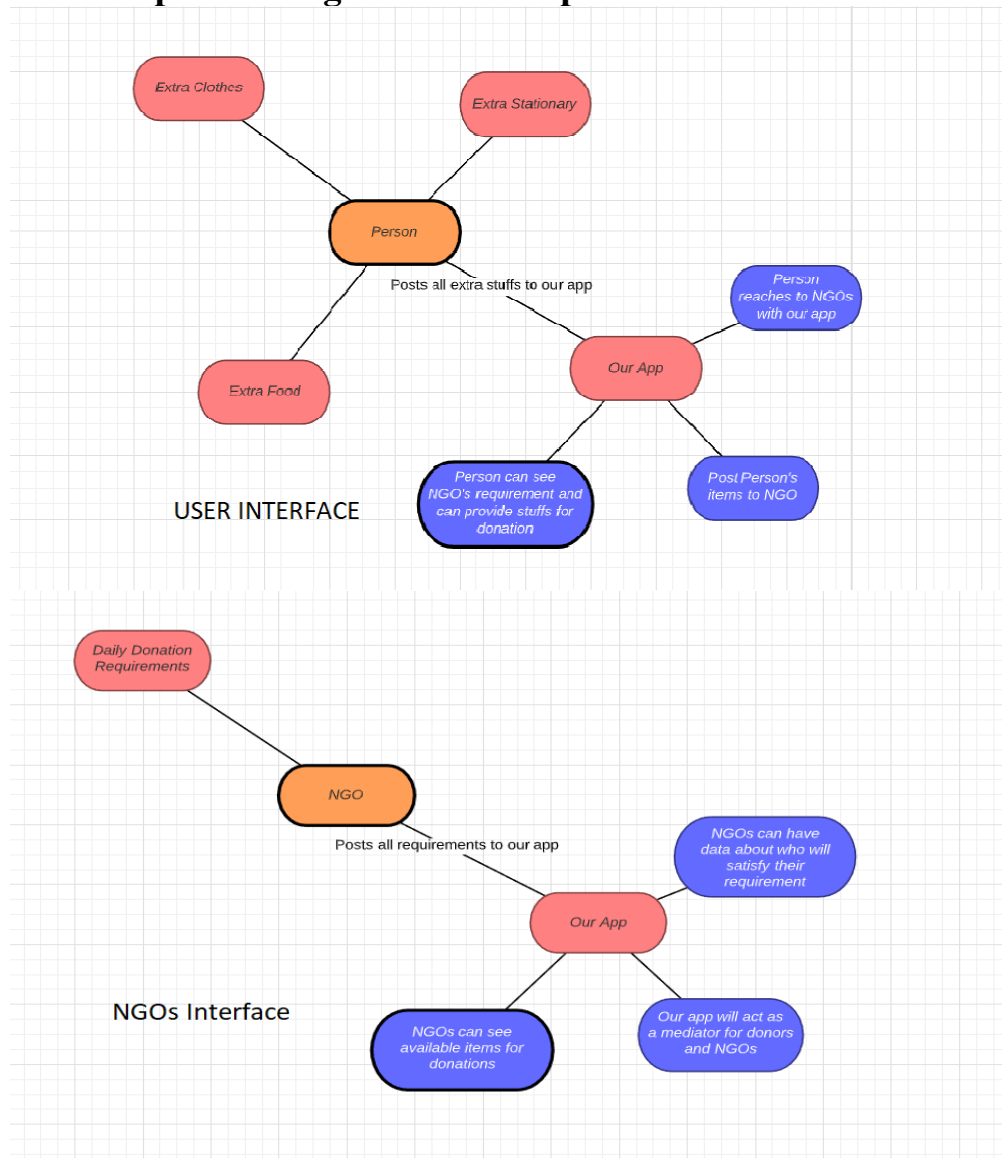 Extra Clothes
Extra Stationary
Person
Posts all extra stuffs to our app
Person
reaches to NGOs
with our app
Our App
Extra Food
Person can see
NGO's requirement and
can provide stuffs for
donation
Post Person's
items to NGO
USER INTERFACE
Daily Donation
Requirements
NGO
Posts all requirements to our app
NGOs can have
data about who will
satisfy their
requirement
Our App
NGOs Interface
NGOs can see
available items for
donations
Our app will act as
a mediator for donors
and NGOs